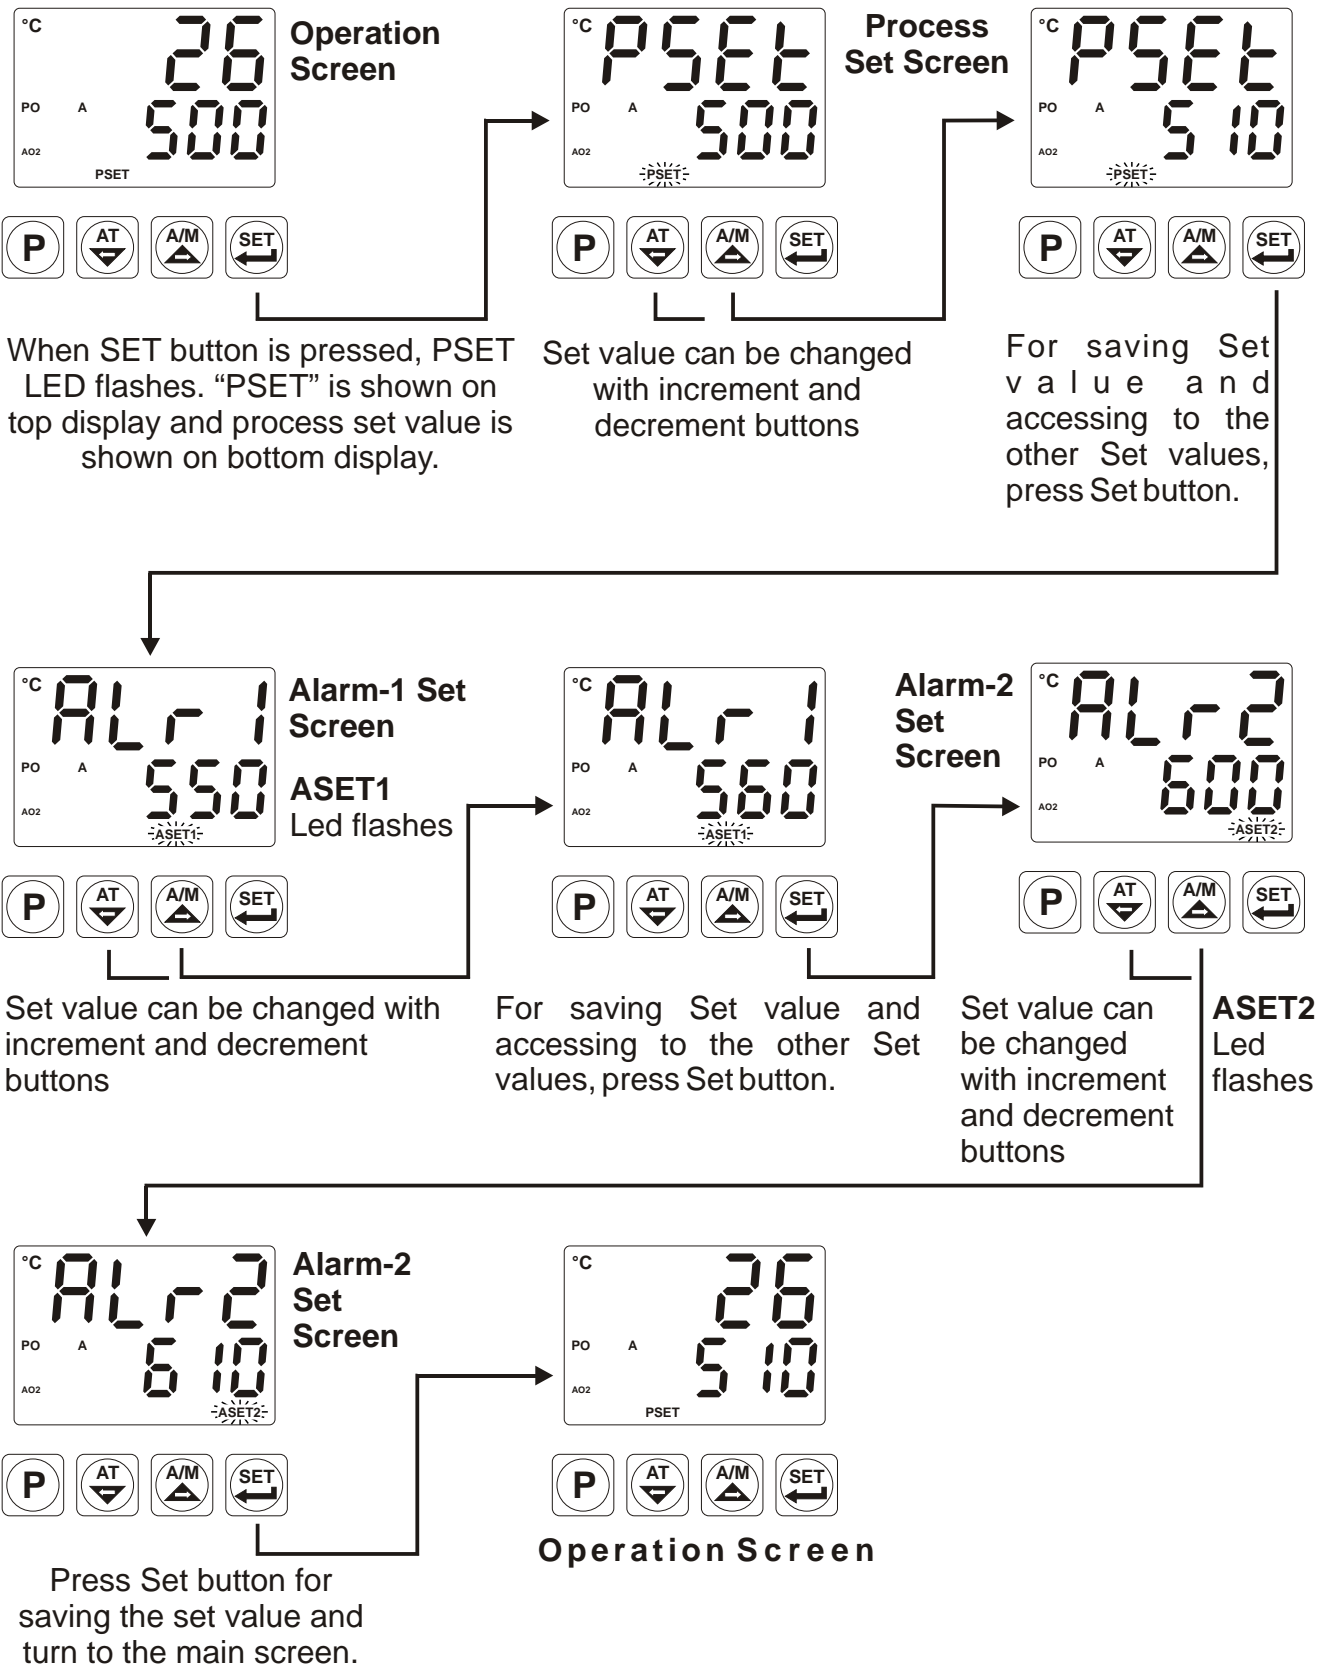 °C
26
Operation
Screen
PO A
500
AO2
PSET
P AT A/M SET
When SET button is pressed, PSET
LED flashes. “PSET” is shown on
top display and process set value is
shown on bottom display.
°C
PSEt
Process
Set Screen
PO A
500
AO2
PSET
P AT A/M SET
Set value can be changed
with increment and
decrement buttons
°C
PSEt
PO A
510
AO2
PSET
P AT A/M SET
For saving Set
value and
accessing to the
other Set values,
press Set button.
°C
ALr1
Alarm-1 Set
Screen
PO A
550
AO2
ASET1
ASET1
Led flashes
P AT A/M SET
Set value can be changed with
increment and decrement
buttons
°C
ALr1
PO A
560
AO2
ASET1
P AT A/M SET
For saving Set value and
accessing to the other Set
values, press Set button.
Alarm-2
Set
Screen
°C
ALr2
PO A
600
AO2
ASET2
P AT A/M SET
Set value can
be changed
with increment
and decrement
buttons
ASET2
Led
flashes
°C
ALr2
Alarm-2
Set
Screen
PO A
610
AO2
ASET2
P AT A/M SET
Press Set button for
saving the set value and
turn to the main screen.
°C
26
PO A
510
AO2
PSET
P AT A/M SET
Operation Screen